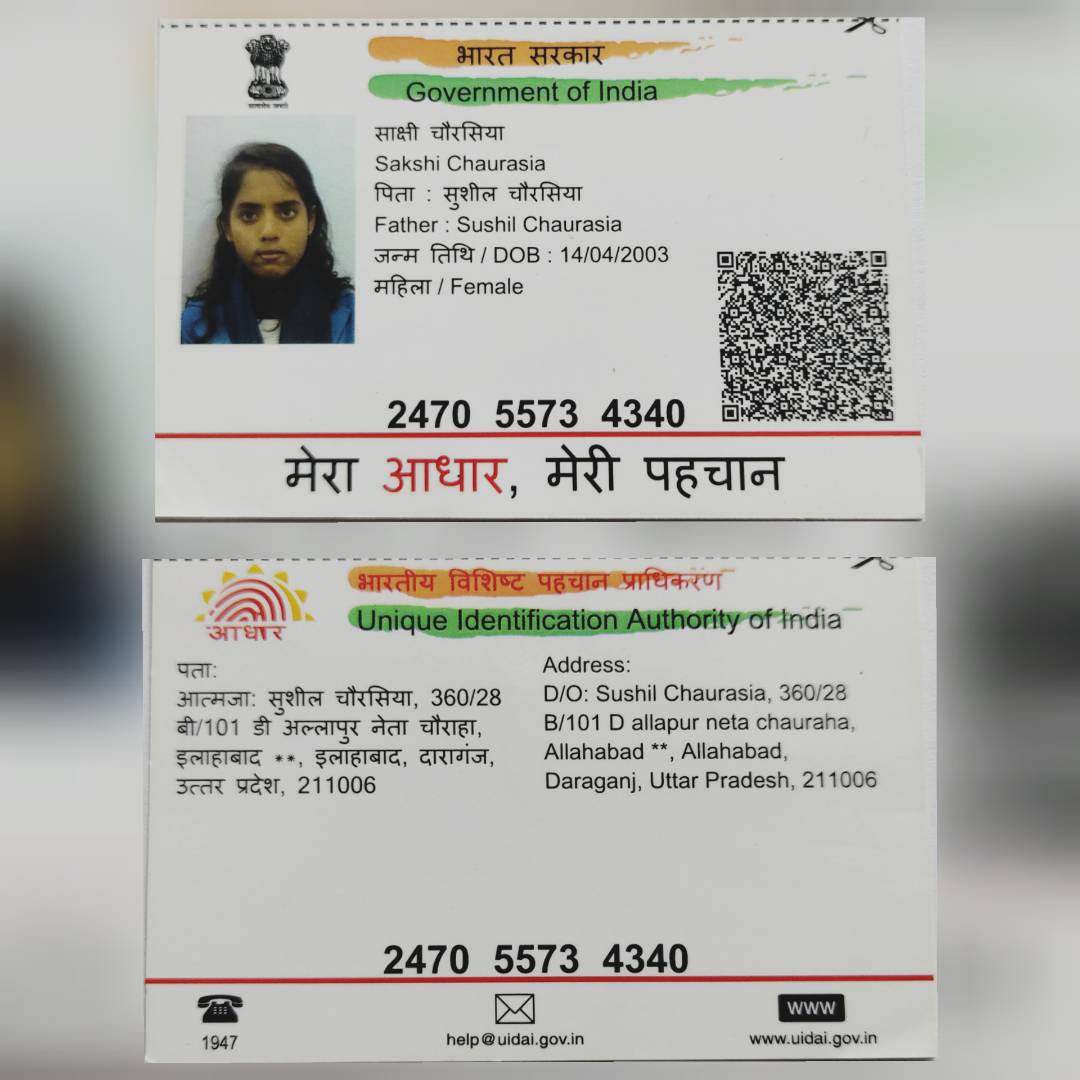 भारत सरकार
Government of India
साक्षी चौरसिया
Sakshi Chaurasia
पिता : सुशील चौरसिया
Father : Sushil Chaurasia
जन्म तिथि / DOB : 14/04/2003
महिला / Female
2470 5573 4340
मेरा आधार, मेरी पहचान
आधार
भारतीय विशिष्ट पहचान प्राधिकरण
Unique Identification Authority of India
पता:
आत्मजा: सुशील चौरसिया, 360/28
बी/101 डी अल्लापुर नेता चौराहा,
इलाहाबाद **, इलाहाबाद, दारागंज,
उत्तर प्रदेश, 211006
Address:
D/O: Sushil Chaurasia, 360/28
B/101 D allapur neta chauraha,
Allahabad **, Allahabad,
Daraganj, Uttar Pradesh, 211006
2470 5573 4340
1947
help@uidai.gov.in
www
www.uidai.gov.in